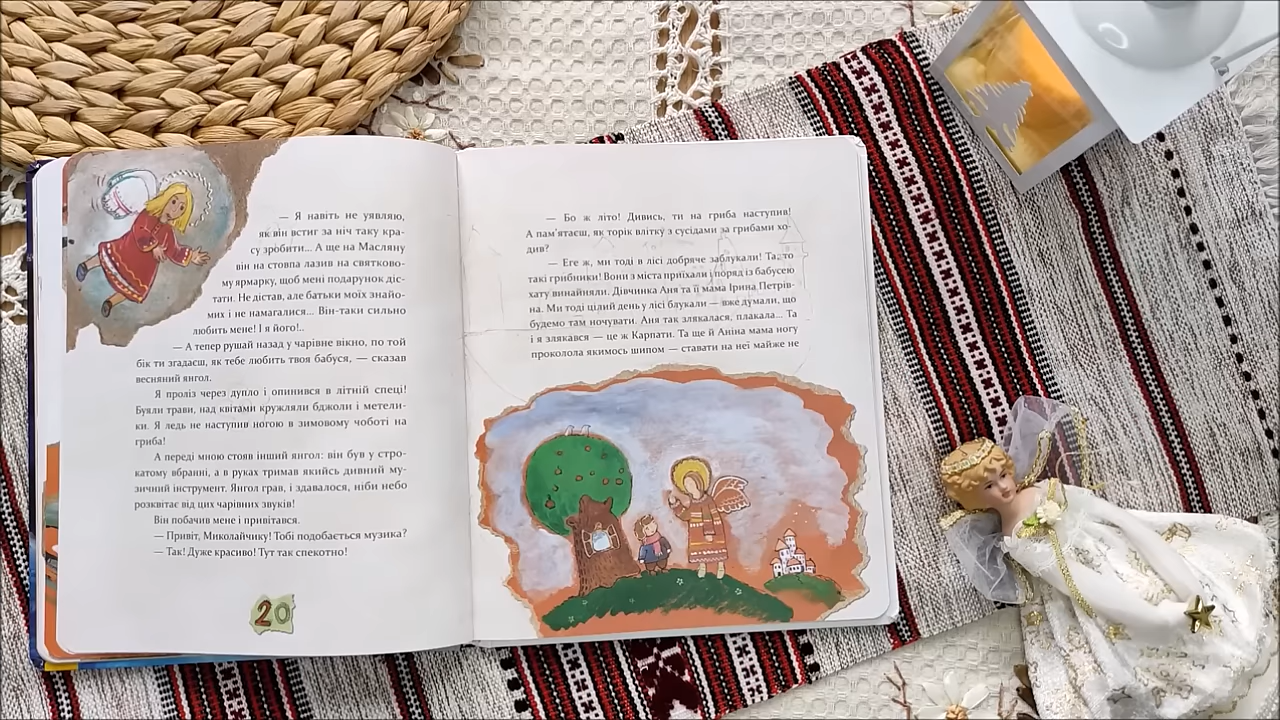 — Я навіть не уявляю,
як він встиг за ніч таку кра-
су зробити... А ще на Масляну
він на стовпа лазив на святково-
му ярмарку, щоб мені подарунок діс-
тати. Не дістав, але батьки моїх знайо-
мих і не намагалися... Він-таки сильно
любить мене! І я його!..
— А тепер рушай назад у чарівне вікно, по той
бік ти згадаєш, як тебе любить твоя бабуся, — сказав
весняний янгол.
Я проліз через дупло і опинився в літній спеці!
Буяли трави, над квітами кружляли бджоли і метели-
ки. Я ледь не наступив ногою в зимовому чоботі на
гриба!
А переді мною стояв інший янгол: він був у стро-
катому вбранні, а в руках тримав якийсь дивний му-
зичний інструмент. Янгол грав, і здавалося, ніби небо
розквітає від цих чарівних звуків!
Він побачив мене і привітався.
— Привіт, Миколайчику! Тобі подобається музика?
— Так! Дуже красиво! Тут так спекотно!
20
— Бо ж літо! Дивись, ти на гриба наступив!
А пам'ятаєш, як торік влітку з сусідами за грибами хо-
див?
— Еге ж, ми тоді в лісі добряче заблукали! Та, то
такі грибники! Вони з міста приїхали і поряд із бабусею
хату винайняли. Дівчинка Аня та її мама Ірина Петрів-
на. Ми тоді цілий день у лісі блукали — вже думали, що
будемо там ночувати. Аня так злякалася, плакала... Та
і я злякався — це ж Карпати. Та ще й Аніна мама ногу
проколола якимось шипом — ставати на неї майже не